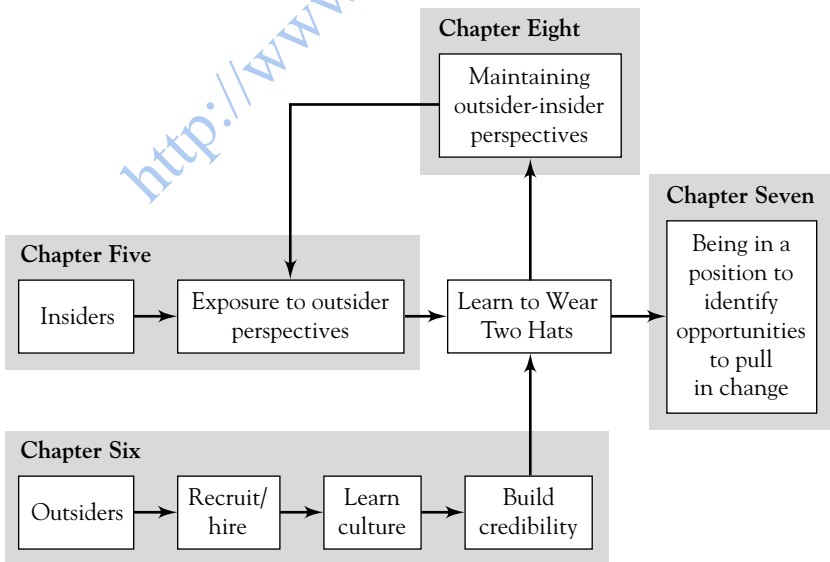 Chapter Eight
Maintaining
outsider-insider
perspectives
http://www.
Chapter Seven
Being in a
position to
identify
opportunities
to pull
in change
Chapter Five
Insiders
Exposure to outsider
perspectives
Learn to Wear
Two Hats
Chapter Six
Outsiders
Recruit/
hire
Learn
culture
Build
credibility